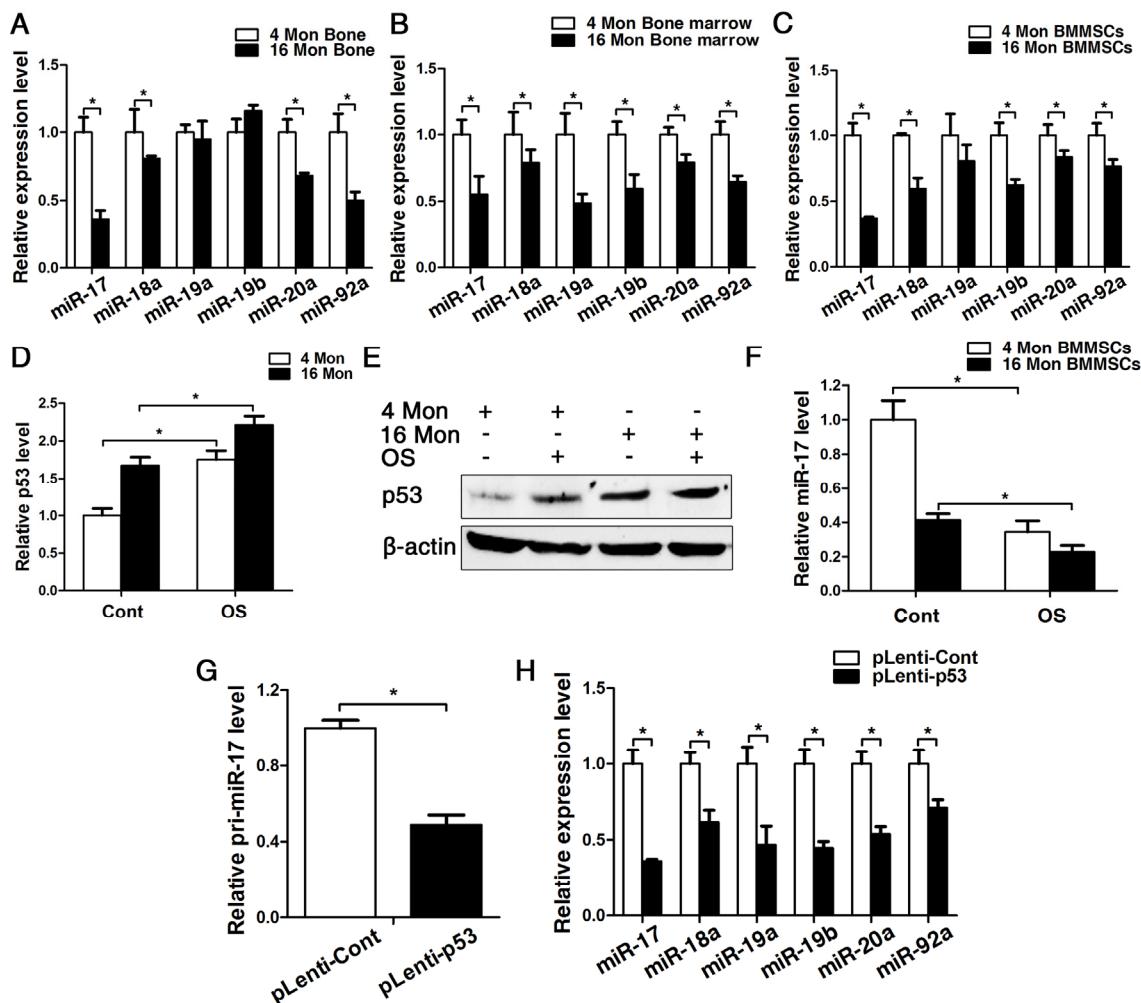 A
4 Mon Bone
16 Mon Bone
Relative expression level
1.5
1.0
0.5
0.0
* * * *
miR-17 miR-18a miR-19a miR-19b miR-20a miR-92a
B
4 Mon Bone marrow
16 Mon Bone marrow
Relative expression level
1.5
1.0
0.5
0.0
* * * * * *
miR-17 miR-18a miR-19a miR-19b miR-20a miR-92a
C
4 Mon BMMSCs
16 Mon BMMSCs
Relative expression level
1.5
1.0
0.5
0.0
* * * * *
miR-17 miR-18a miR-19a miR-19b miR-20a miR-92a
D
4 Mon
16 Mon
Relative p53 level
2.5
2.0
1.5
1.0
0.5
0.0
*
*
Cont OS
E
4 Mon + + - -
16 Mon - - + +
OS - + - +
p53
β-actin
F
4 Mon BMMSCs
16 Mon BMMSCs
Relative miR-17 level
1.2
1.0
0.8
0.6
0.4
0.2
0.0
*
*
Cont OS
G
Relative pri-miR-17 level
1.2
0.8
0.4
0.0
*
pLenti-Cont pLenti-p53
H
pLenti-Cont
pLenti-p53
Relative expression level
1.5
1.0
0.5
0.0
* * * * * *
miR-17 miR-18a miR-19a miR-19b miR-20a miR-92a